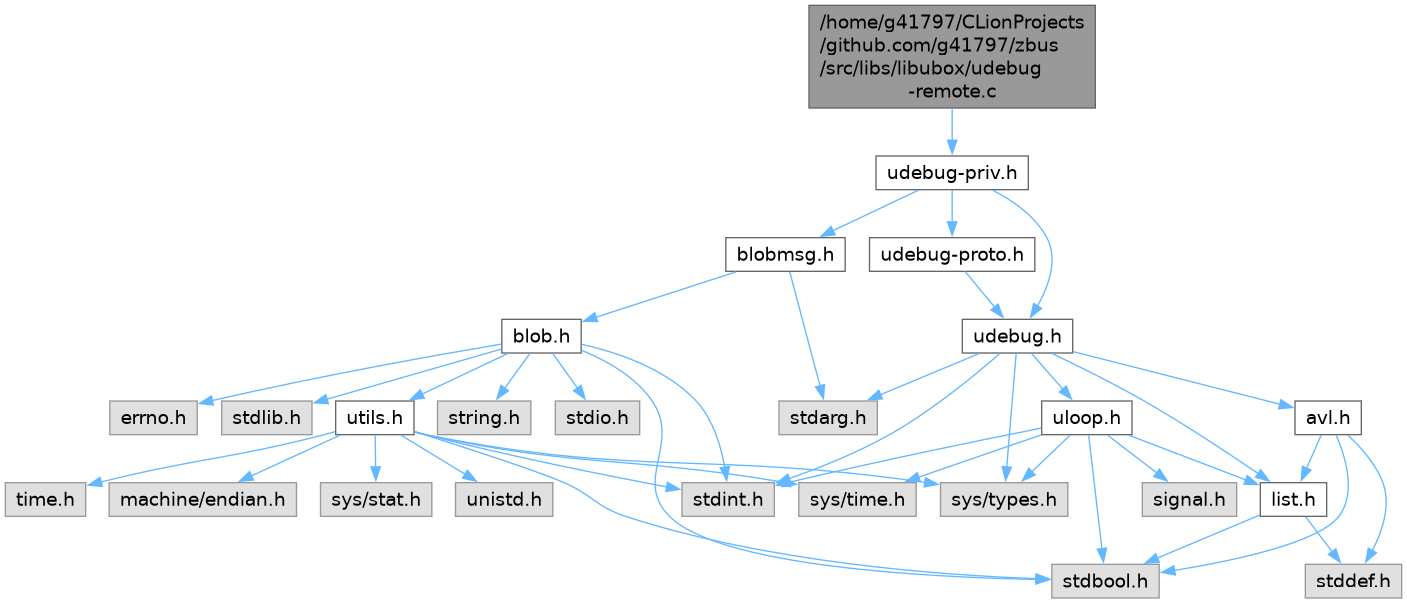 /home/g41797/CLionProjects
/github.com/g41797/zbus
/src/libs/libubox/udebug
-remote.c
udebug-priv.h
blobmsg.h
udebug-proto.h
blob.h
udebug.h
errno.h
stdlib.h
utils.h
string.h
stdio.h
stdarg.h
uloop.h
avl.h
time.h
machine/endian.h
sys/stat.h
unistd.h
stdint.h
sys/time.h
sys/types.h
signal.h
list.h
stdbool.h
stddef.h